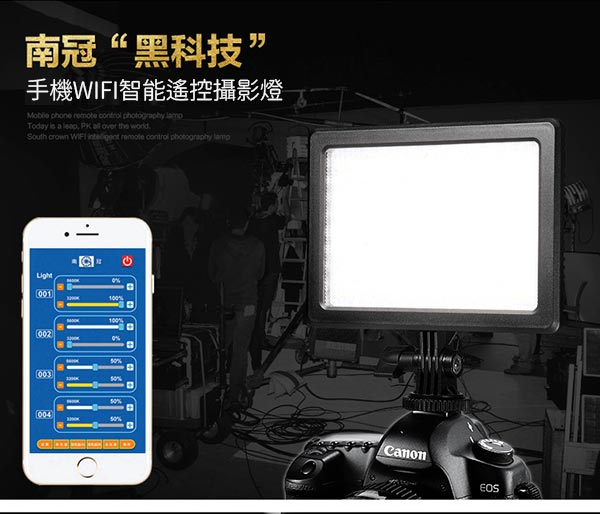 南冠“黑科技”
手機WIFI智能遙控攝影燈
Mobile phone remote control photography lamp
Today is a leap, PK all over the world.
South crown WIFI intelligent remote control photography lamp
南 冠
Light
001
5600K 0%
3200K 100%
002
5600K 100%
3200K 0%
003
5600K 50%
3200K 50%
004
5600K 50%
3200K 50%
Canon
EOS